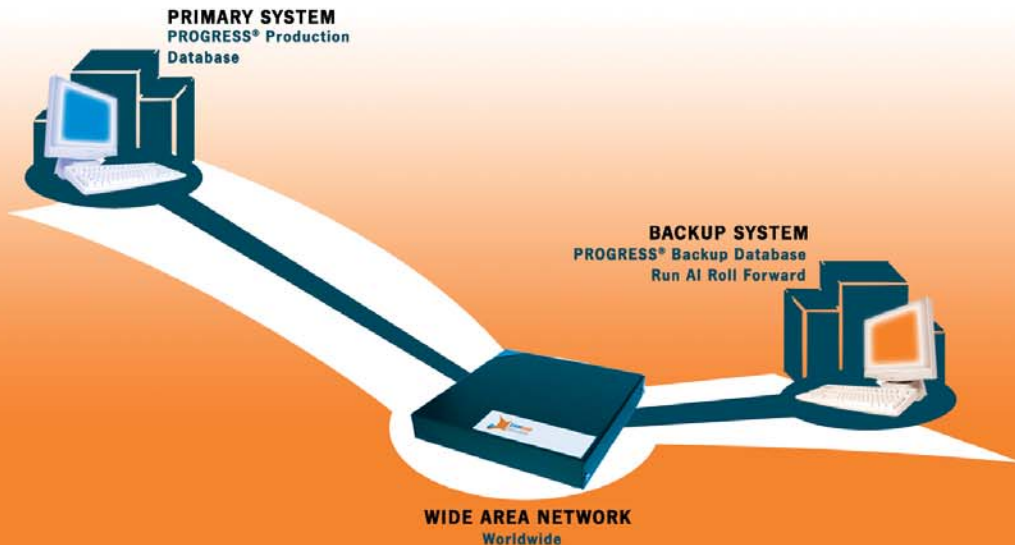 PRIMARY SYSTEM
PROGRESS® Production
Database
BACKUP SYSTEM
PROGRESS® Backup Database
Run AI Roll Forward
WIDE AREA NETWORK
Worldwide